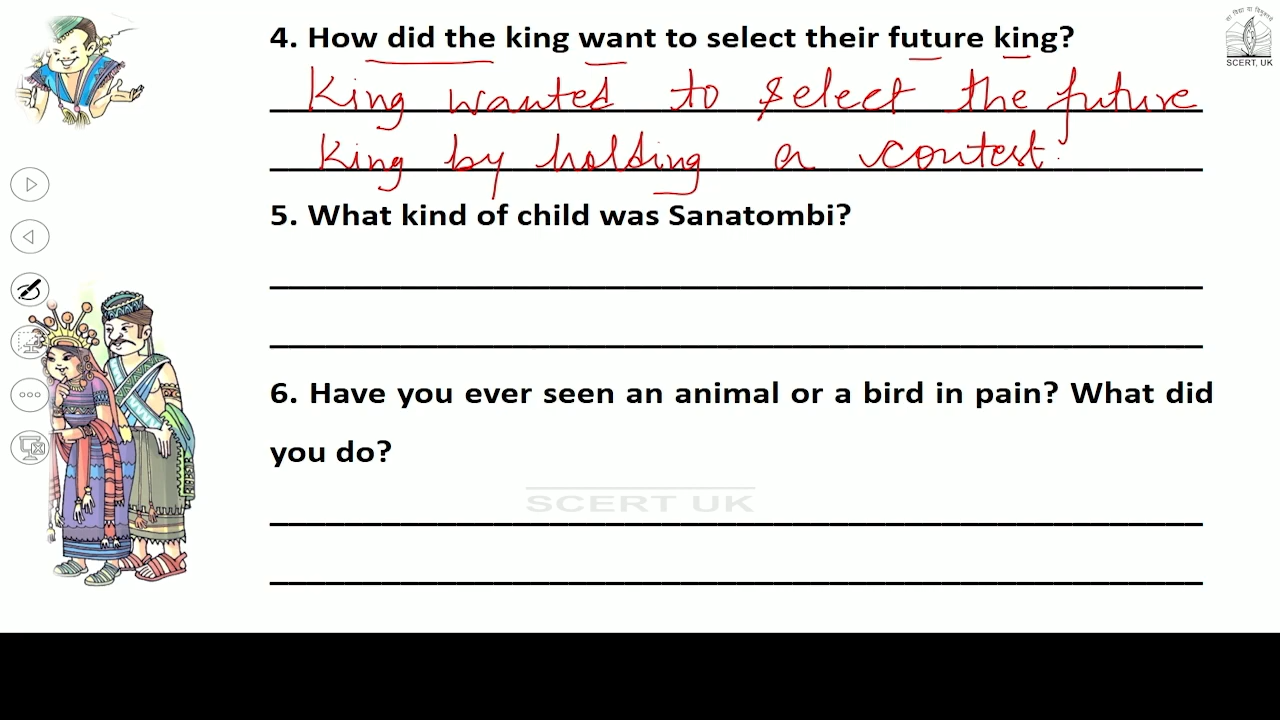 4. How did the king want to select their future king?
King wanted to select the future
King by holding a contest.
5. What kind of child was Sanatombi?
6. Have you ever seen an animal or a bird in pain? What did
you do?
SCERT UK
SCERT, UK